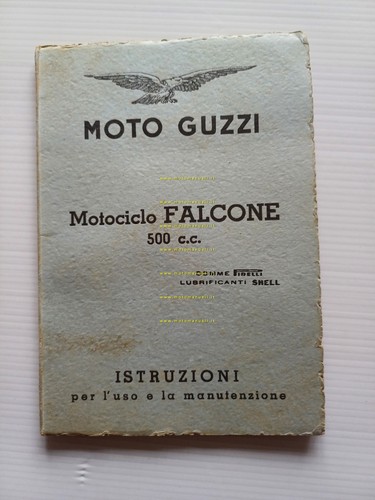 MOTO GUZZI
Motociclo FALCONE
500 c.c.
GOMME PIRELLI
LUBRIFICANTI SHELL
ISTRUZIONI
per l'uso e la manutenzione